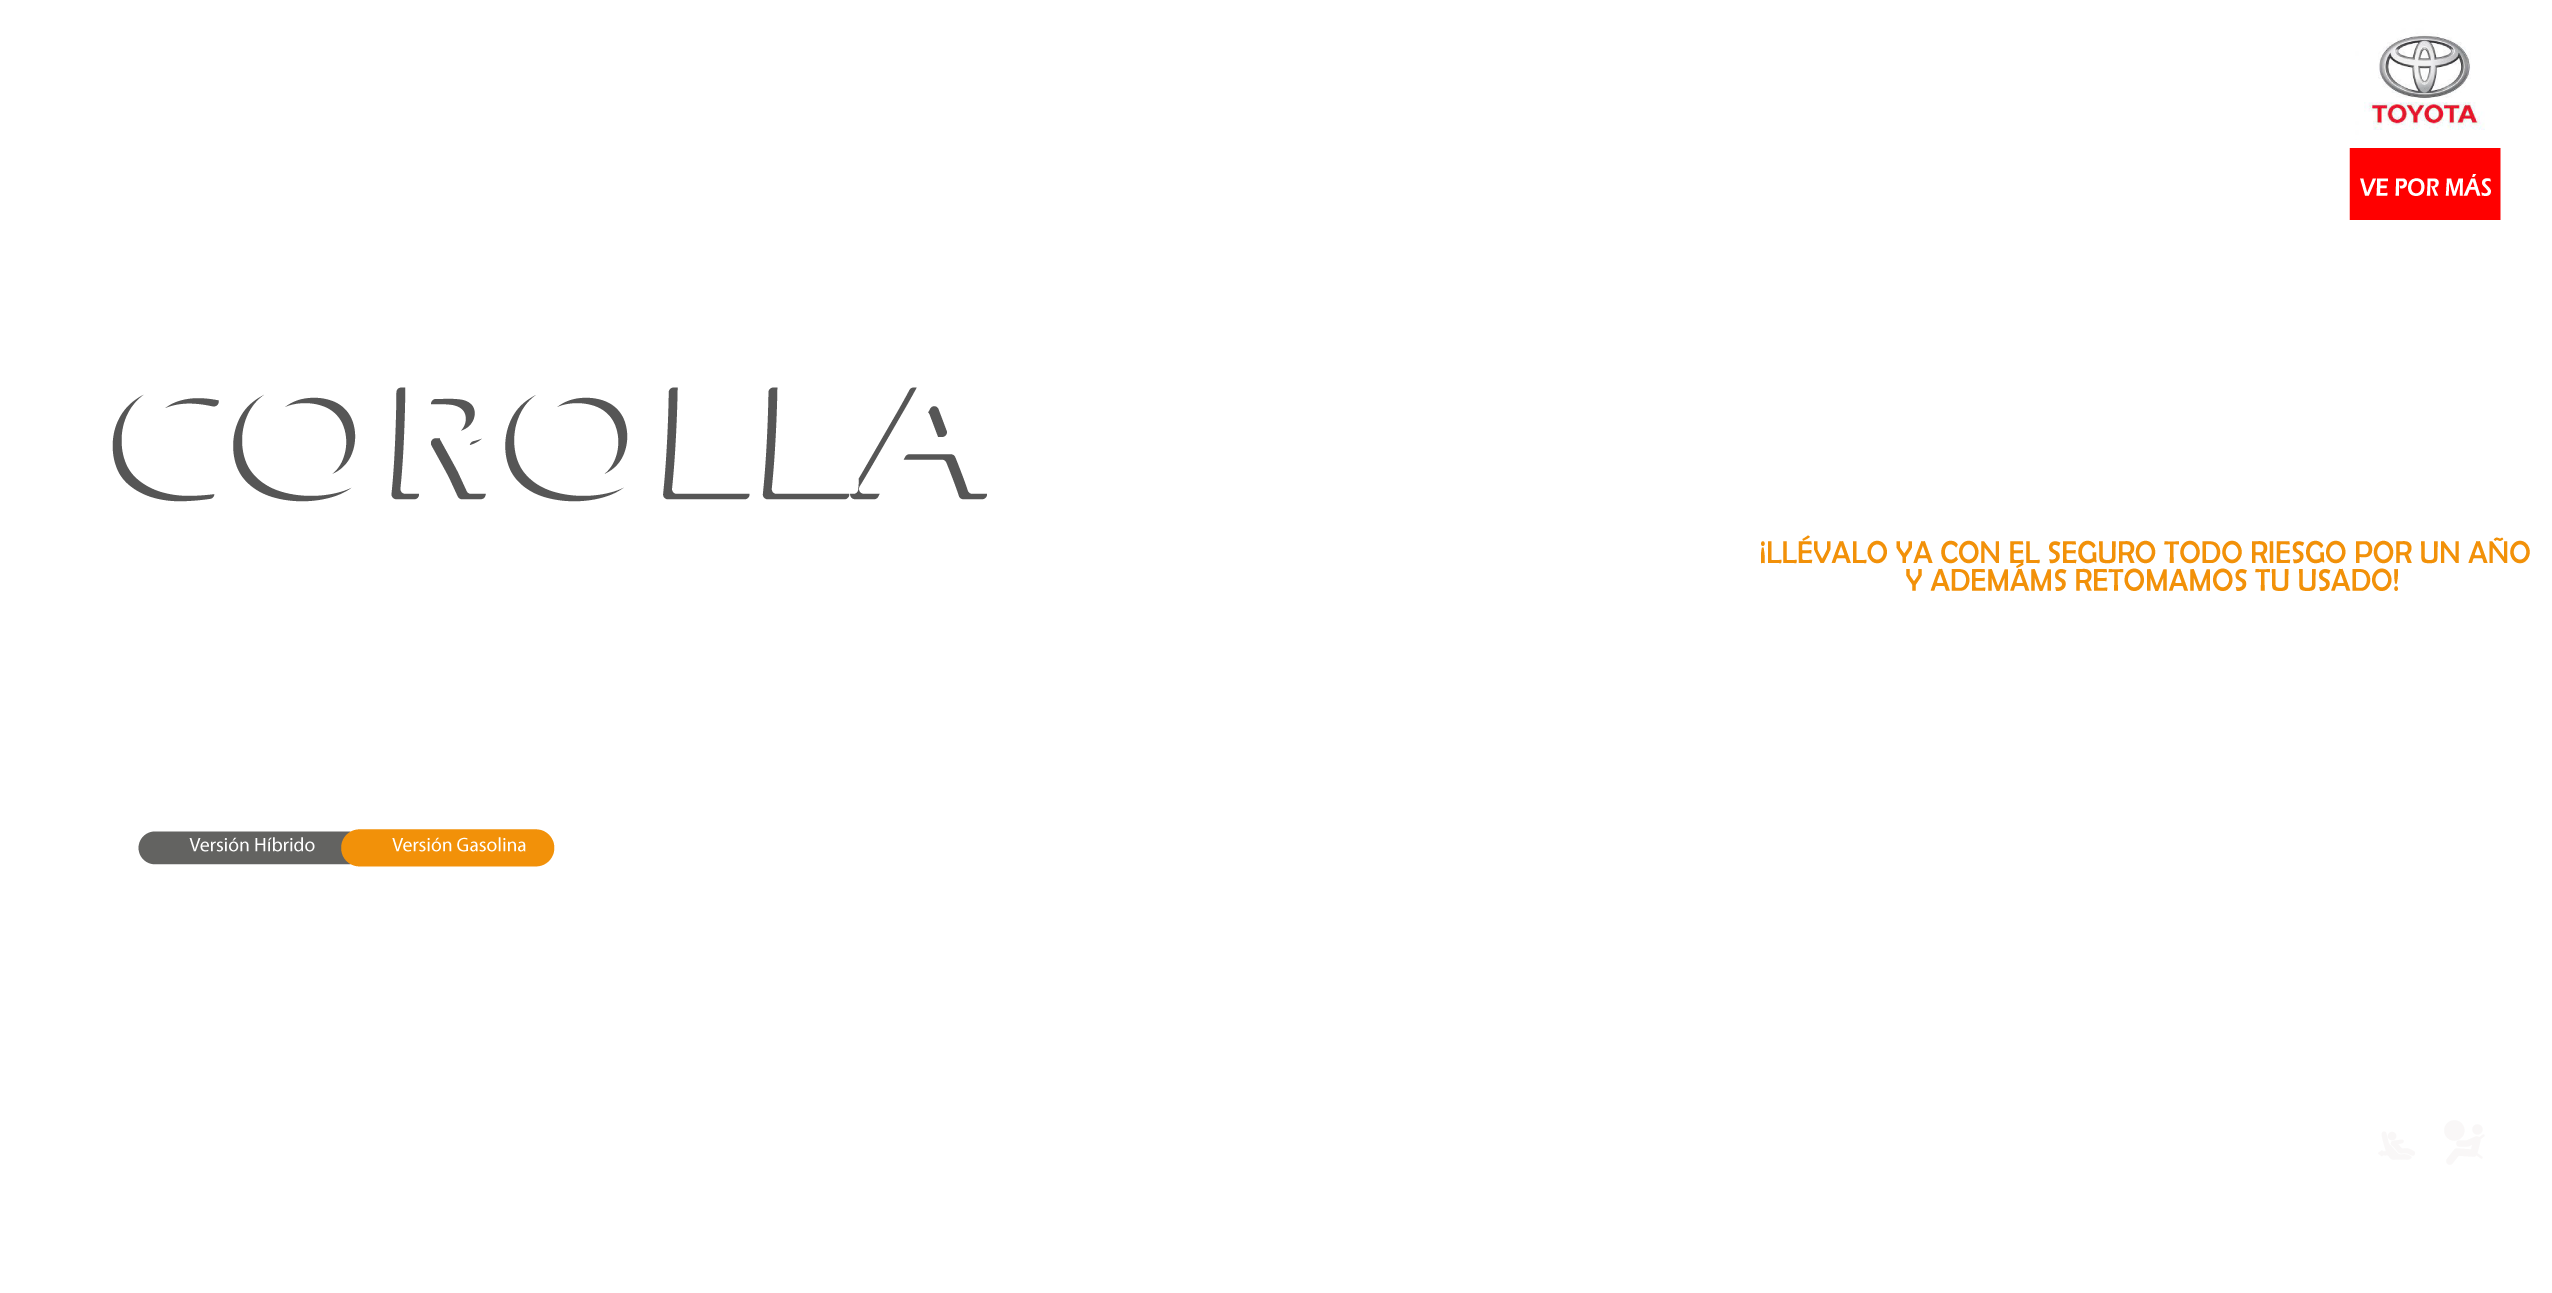 TOYOTA
VE POR MÁS
COROLLA
¡LLÉVALO YA CON EL SEGURO TODO RIESGO POR UN AÑO
Y ADEMÁMS RETOMAMOS TU USADO!
Versión Híbrido Versión Gasolina